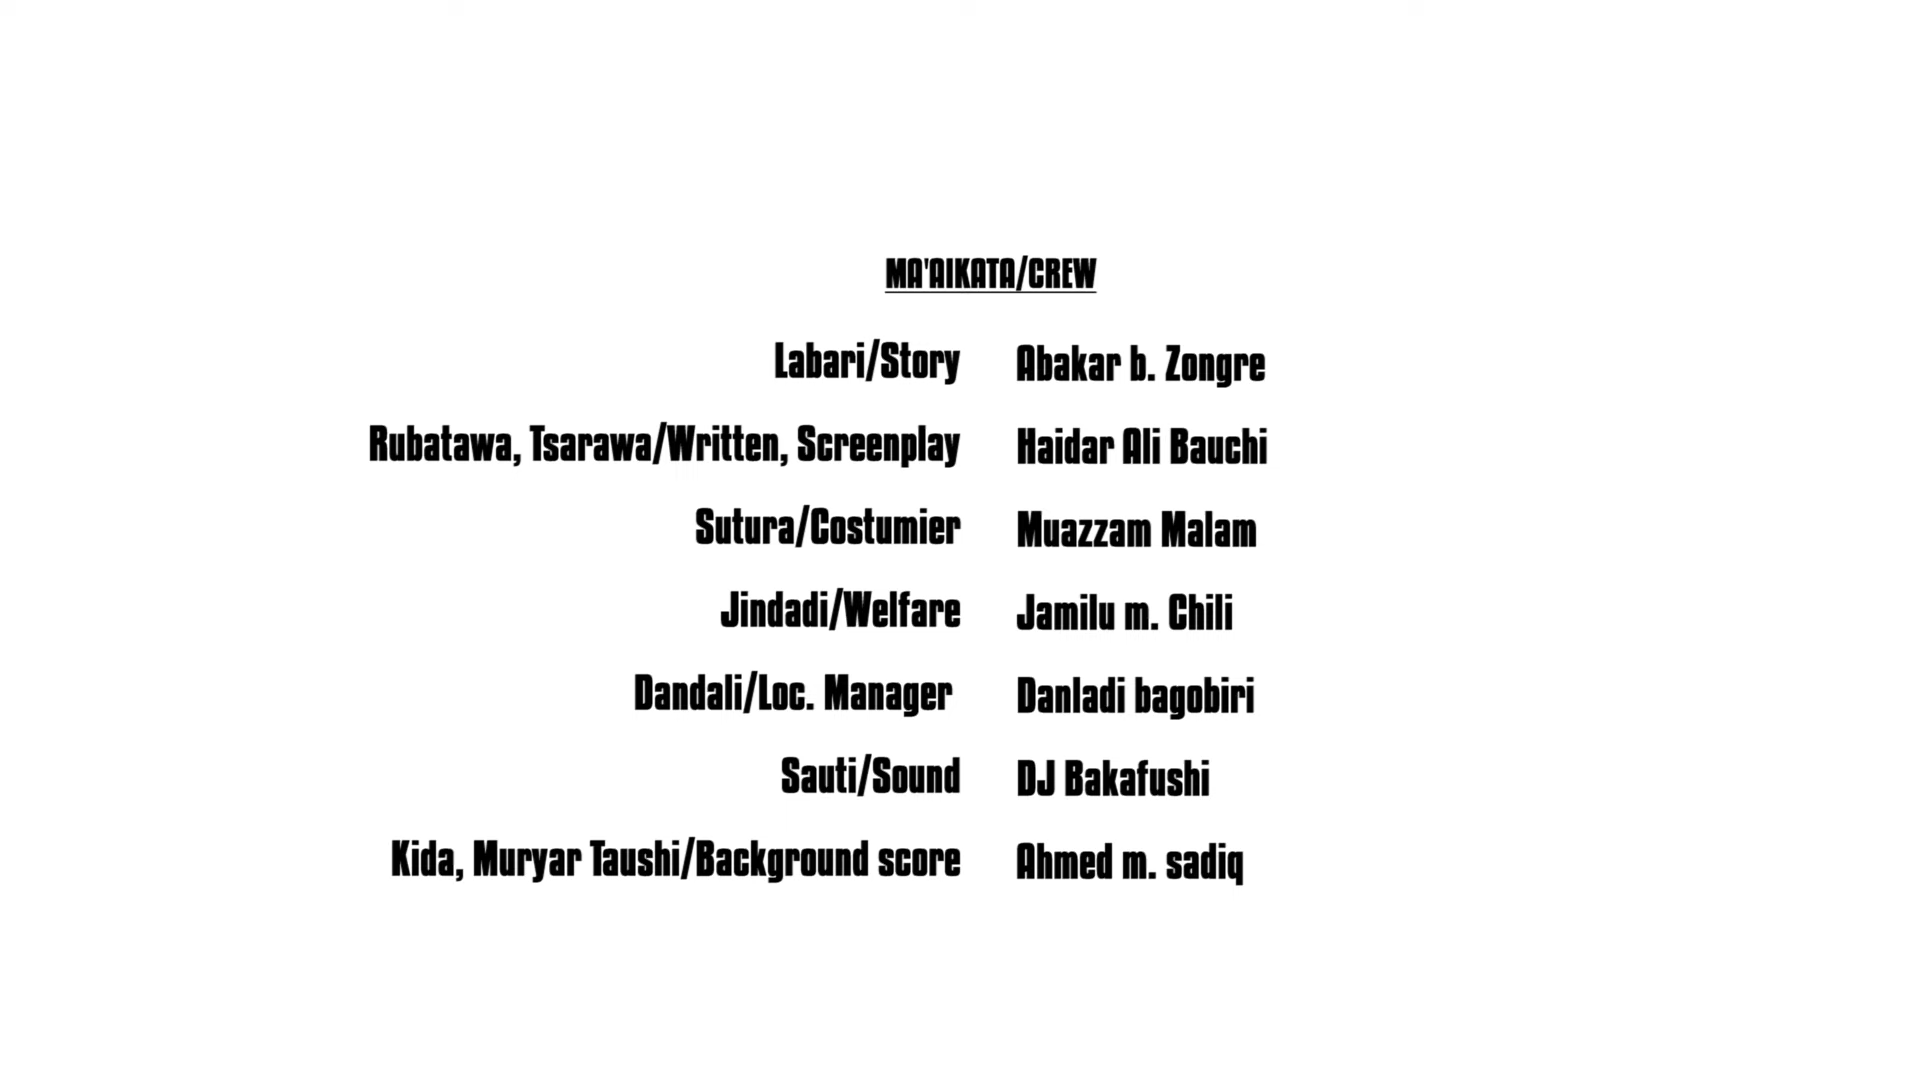 MA'AIKATA/CREW
Labari/Story Abakar b. Zongre
Rubatawa, Tsarawa/Written, Screenplay Haidar Ali Bauchi
Sutura/Costumier Muazzam Malam
Jindadi/Welfare Jamilu m. Chili
Dandali/Loc. Manager Danladi bagobiri
Sauti/Sound DJ Bakafushi
Kida, Muryar Taushi/Background score Ahmed m. sadiq